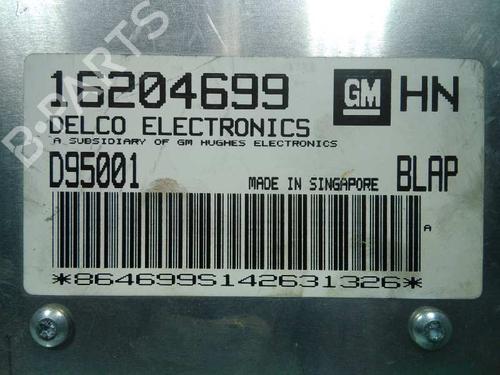 16204699 GM HN
DELCO ELECTRONICS
A SUBSIDIARY OF GM HUGHES ELECTRONICS
D95001 MADE IN SINGAPORE BLAP
A
*864699S142631326*
B-PARTS